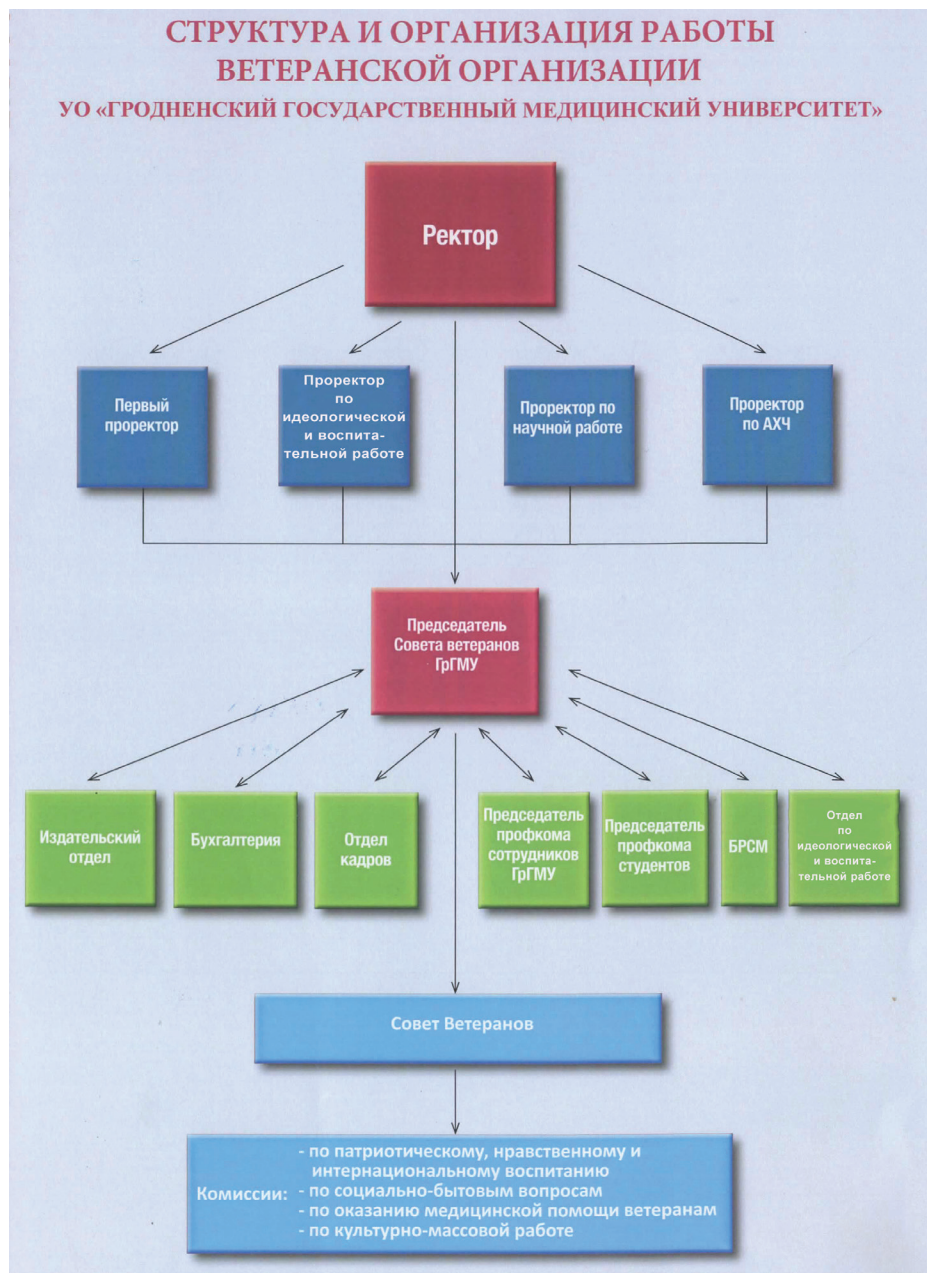 СТРУКТУРА И ОРГАНИЗАЦИЯ РАБОТЫ
ВЕТЕРАНСКОЙ ОРГАНИЗАЦИИ
УО «ГРОДНЕНСКИЙ ГОСУДАРСТВЕННЫЙ МЕДИЦИНСКИЙ УНИВЕРСИТЕТ»
Ректор
Первый
проректор
Проректор
по
идеологической
и воспита-
тельной работе
Проректор по
научной работе
Проректор
по АХЧ
Председатель
Совета ветеранов
ГрГМУ
Издательский
отдел
Бухгалтерия
Отдел
кадров
Председатель
профкома
сотрудников
ГрГМУ
Председатель
профкома
студентов
БРСМ
Отдел
по
идеологической
и воспита-
тельной работе
Совет Ветеранов
Комиссии:
- по патриотическому, нравственному и
интернациональному воспитанию
- по социально-бытовым вопросам
- по оказанию медицинской помощи ветеранам
- по культурно-массовой работе